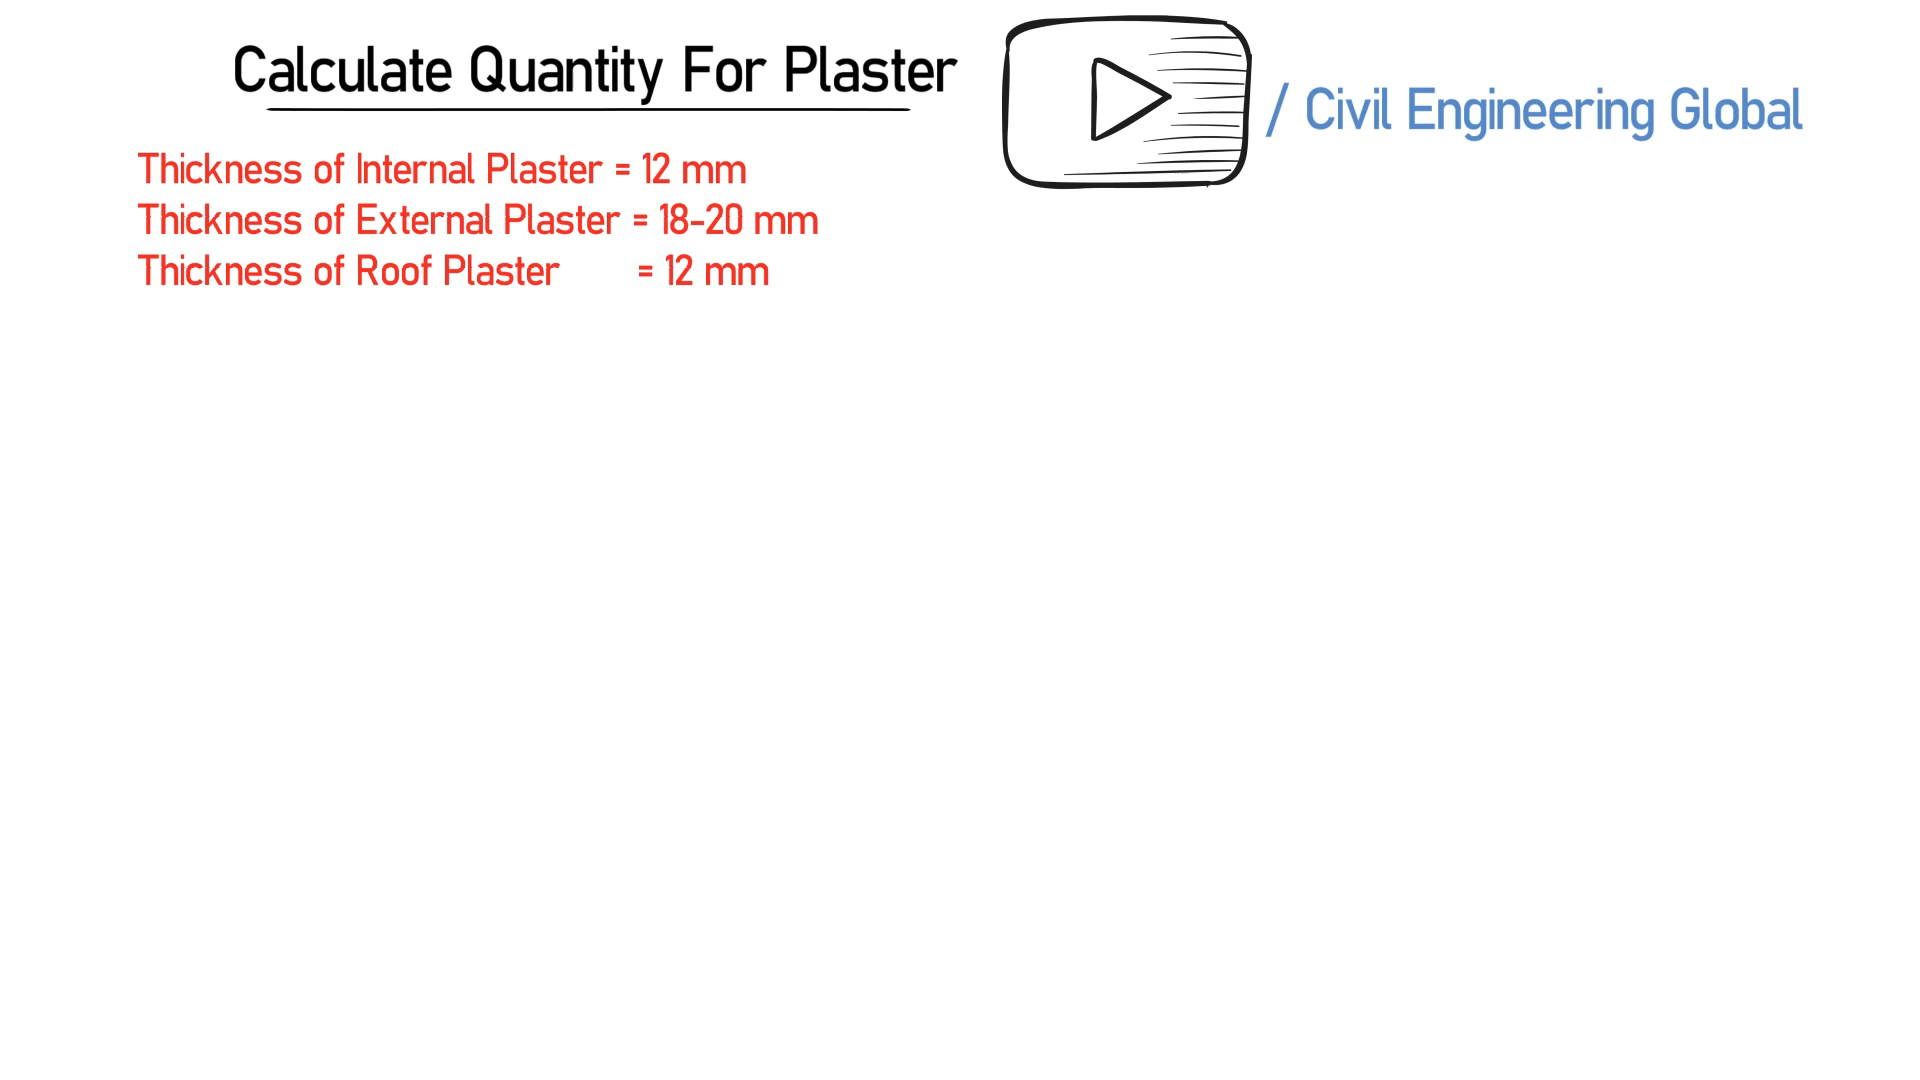 Calculate Quantity For Plaster
/ Civil Engineering Global
Thickness of Internal Plaster = 12 mm
Thickness of External Plaster = 18-20 mm
Thickness of Roof Plaster = 12 mm